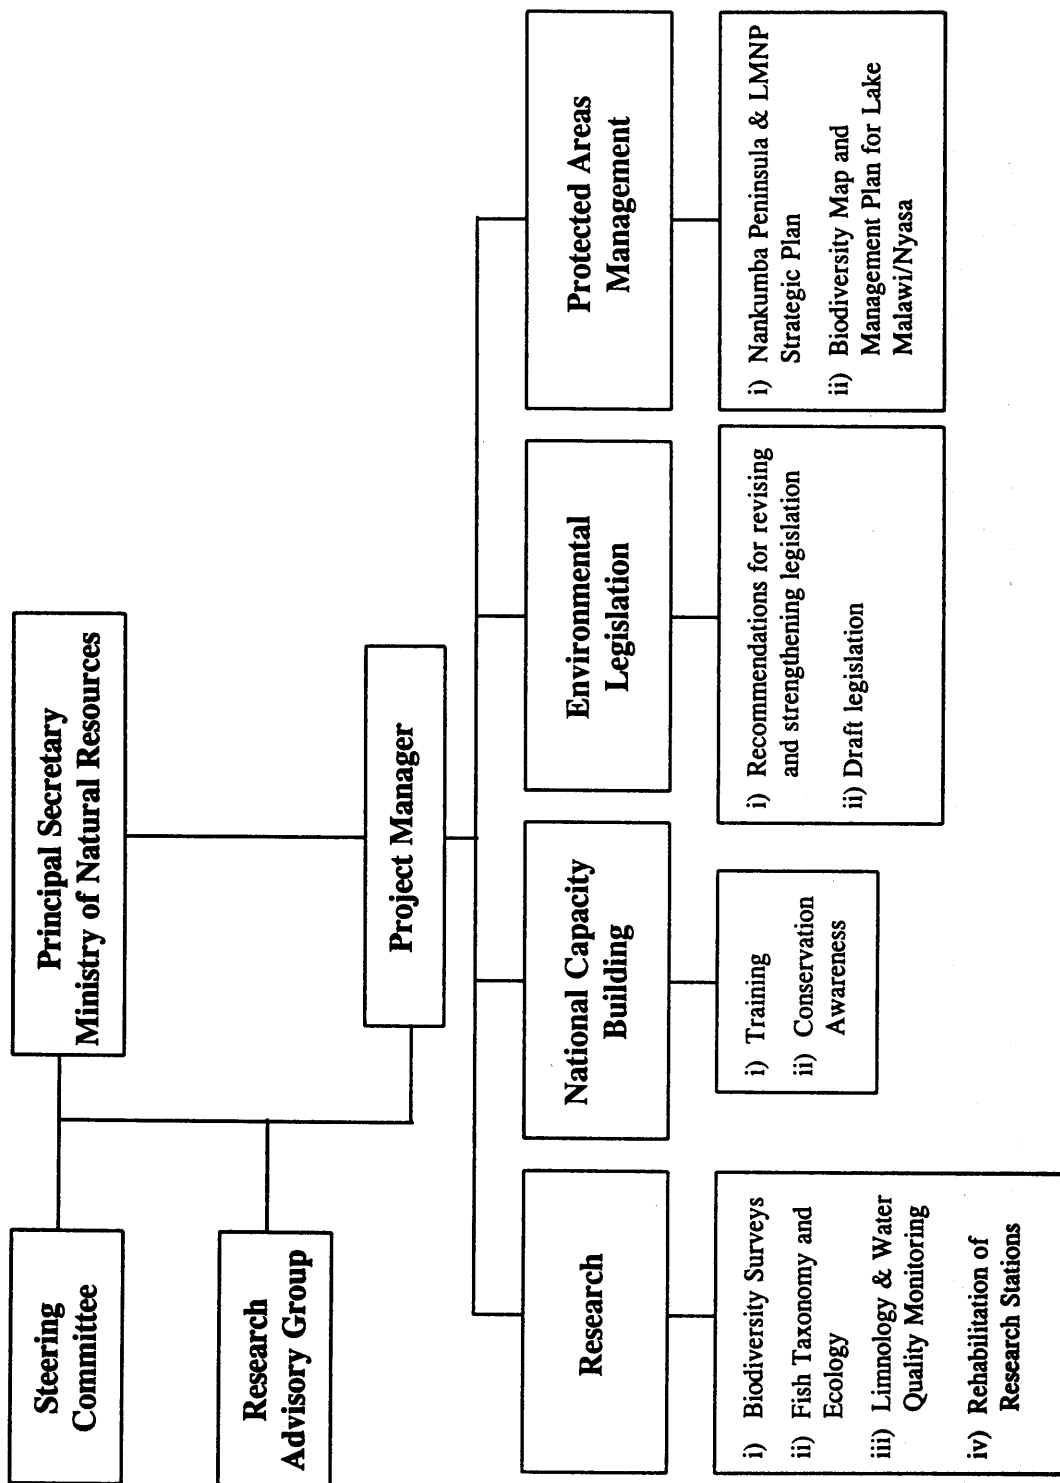 Steering
Committee
Principal Secretary
Ministry of Natural Resources
Research
Advisory Group
Project Manager
Research
National Capacity
Building
Environmental
Legislation
Protected Areas
Management
i) Biodiversity Surveys
ii) Fish Taxonomy and
Ecology
iii) Limnology & Water
Quality Monitoring
iv) Rehabilitation of
Research Stations
i) Training
ii) Conservation
Awareness
i) Recommendations for revising
and strengthening legislation
ii) Draft legislation
i) Nankumba Peninsula & LMNP
Strategic Plan
ii) Biodiversity Map and
Management Plan for Lake
Malawi/Nyasa